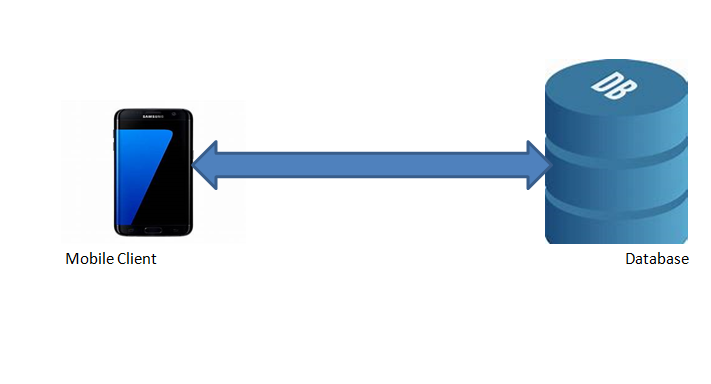 DB
SAMSUNG
Mobile Client
Database